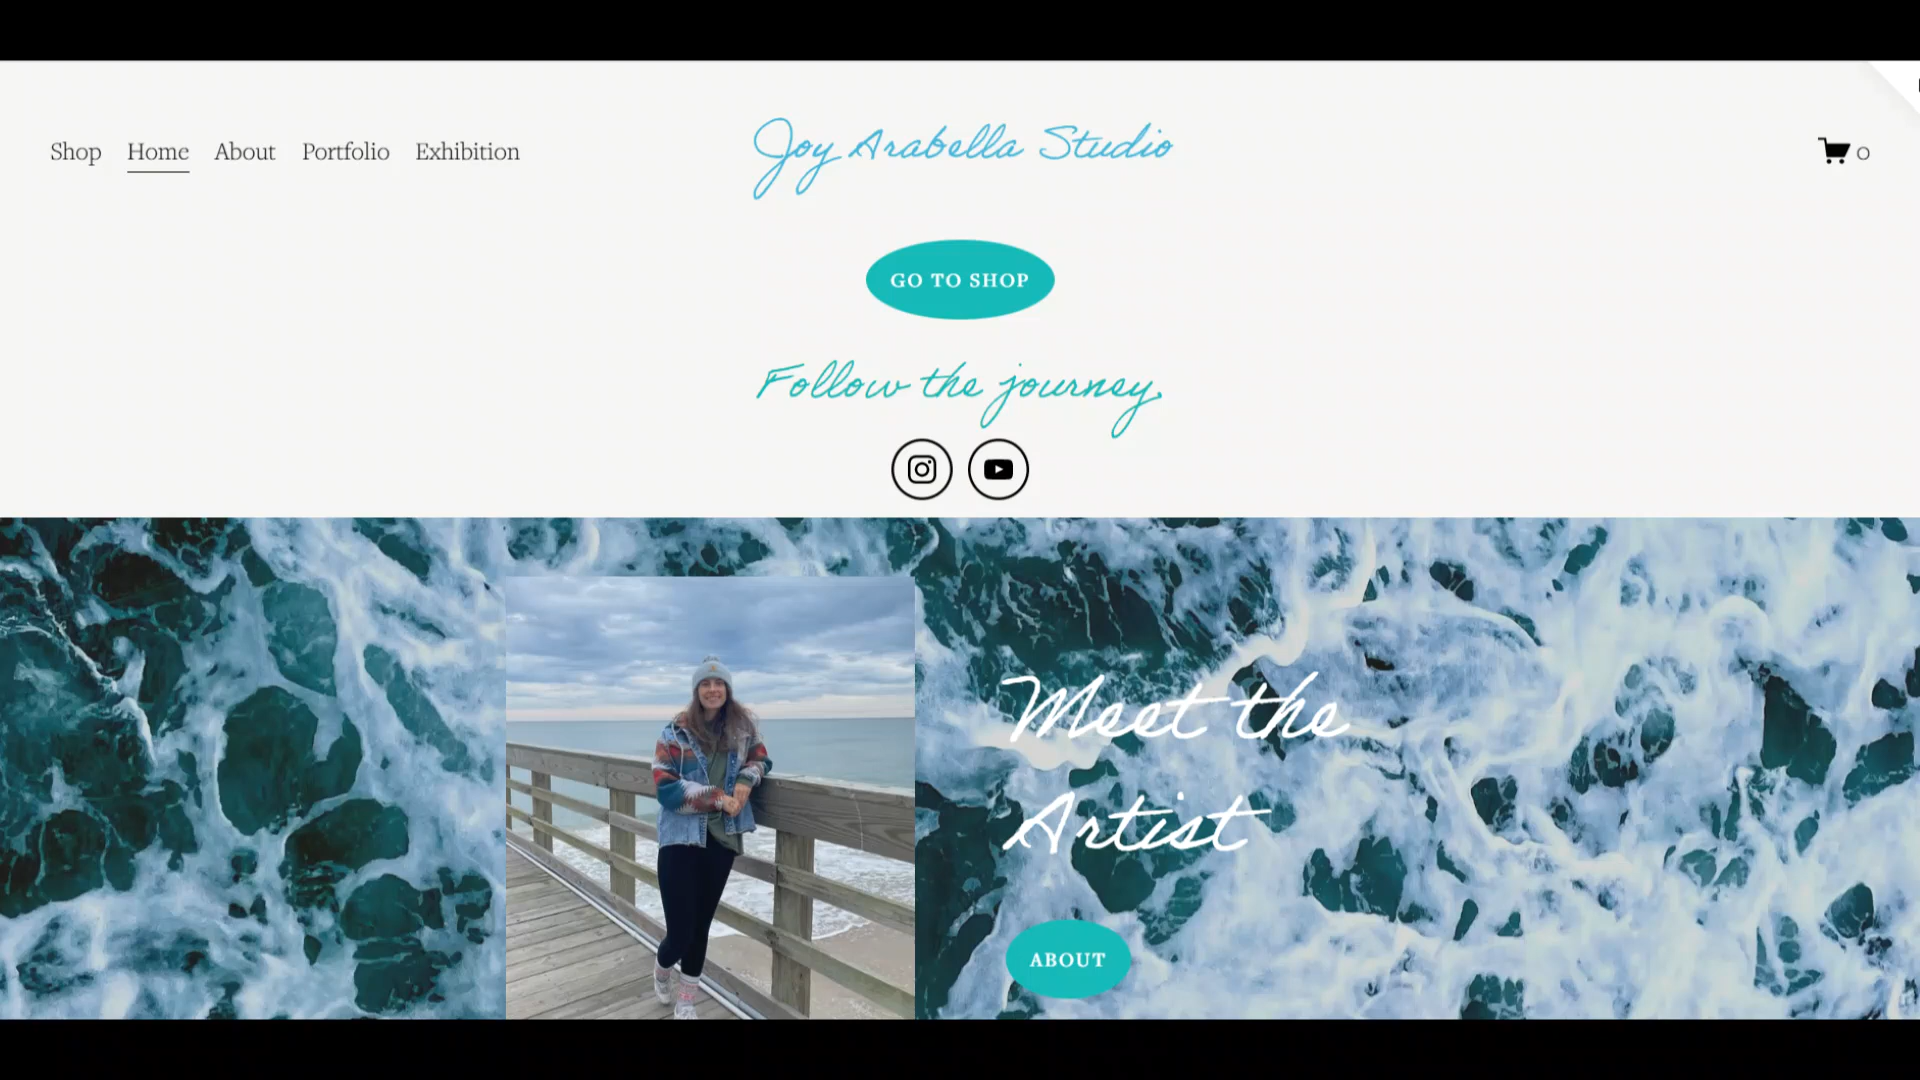 Shop Home About Portfolio Exhibition
Joy Arabella Studio
0
GO TO SHOP
Follow the journey.
Meet the
Artist
ABOUT